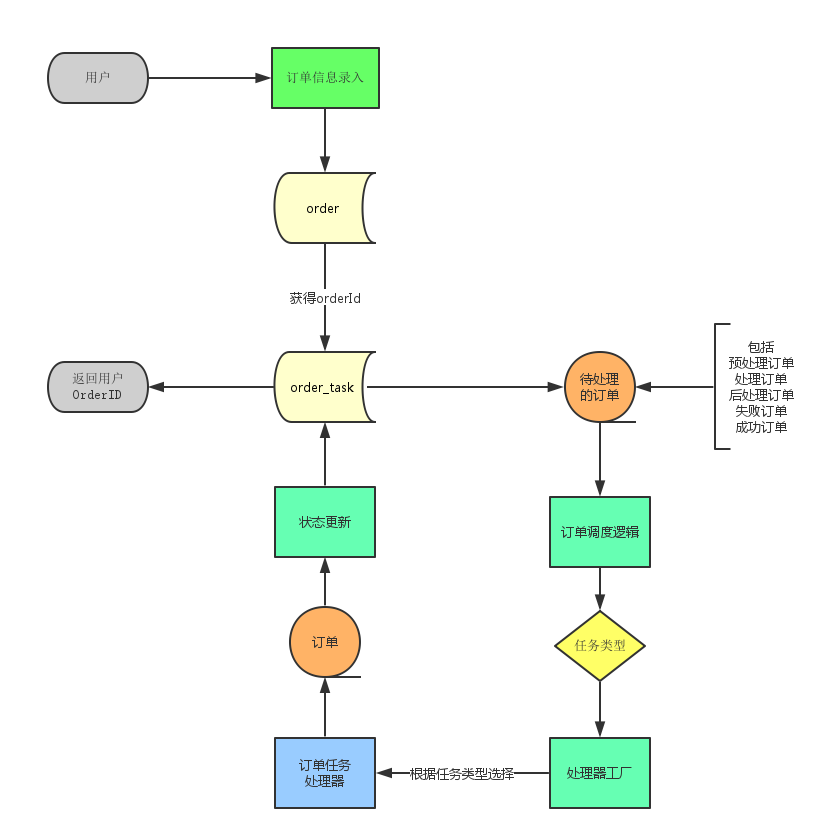 用户
订单信息录入
order
获得orderId
返回用户
OrderID
order_task
待处理
的订单
包括
预处理订单
处理订单
后处理订单
失败订单
成功订单
状态更新
订单调度逻辑
订单
任务类型
订单任务
处理器
根据任务类型选择
处理器工厂